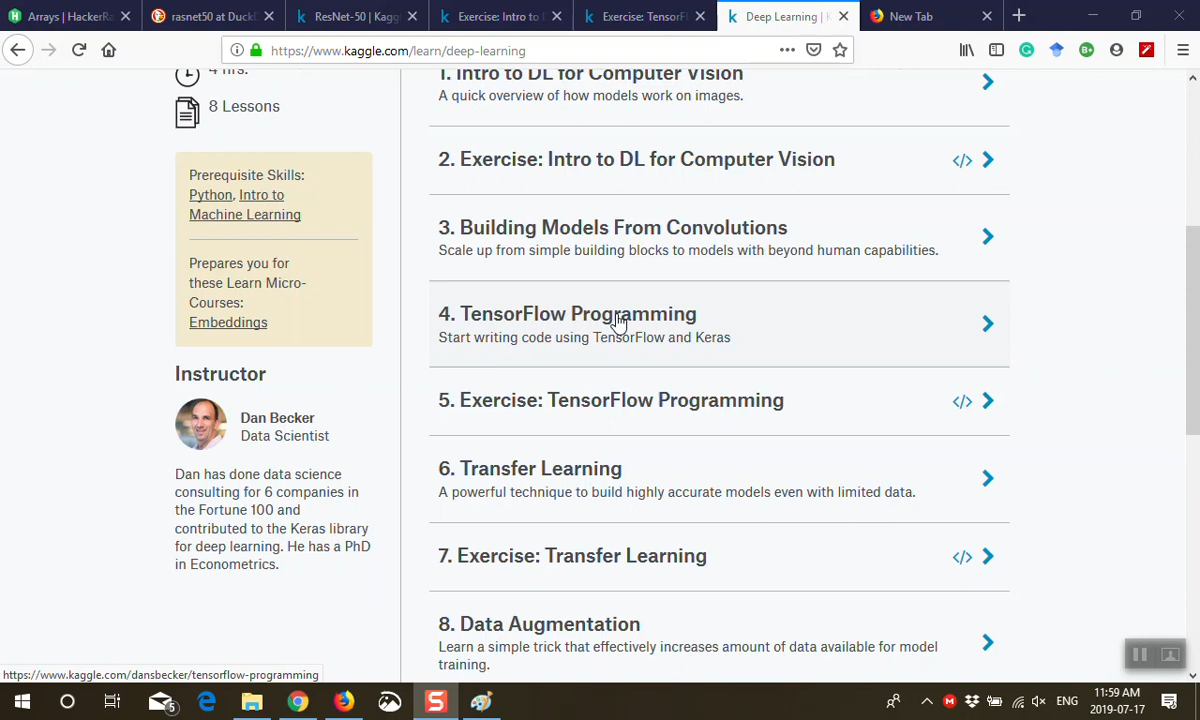 Arrays | HackerRa
rasnet50 at DuckD
ResNet-50 | Kagg
Exercise: Intro to D
Exercise: TensorFl
Deep Learning | K
New Tab
https://www.kaggle.com/learn/deep-learning
4 hrs.
8 Lessons
Prerequisite Skills:
Python, Intro to
Machine Learning
Prepares you for
these Learn Micro-
Courses:
Embeddings
Instructor
Dan Becker
Data Scientist
Dan has done data science
consulting for 6 companies in
the Fortune 100 and
contributed to the Keras library
for deep learning. He has a PhD
in Econometrics.
1. Intro to DL for Computer Vision
A quick overview of how models work on images.
2. Exercise: Intro to DL for Computer Vision
</>
3. Building Models From Convolutions
Scale up from simple building blocks to models with beyond human capabilities.
4. TensorFlow Programming
Start writing code using TensorFlow and Keras
5. Exercise: TensorFlow Programming
</>
6. Transfer Learning
A powerful technique to build highly accurate models even with limited data.
7. Exercise: Transfer Learning
</>
8. Data Augmentation
Learn a simple trick that effectively increases amount of data available for model
training.
https://www.kaggle.com/dansbecker/tensorflow-programming
5
ENG
11:59 AM
2019-07-17